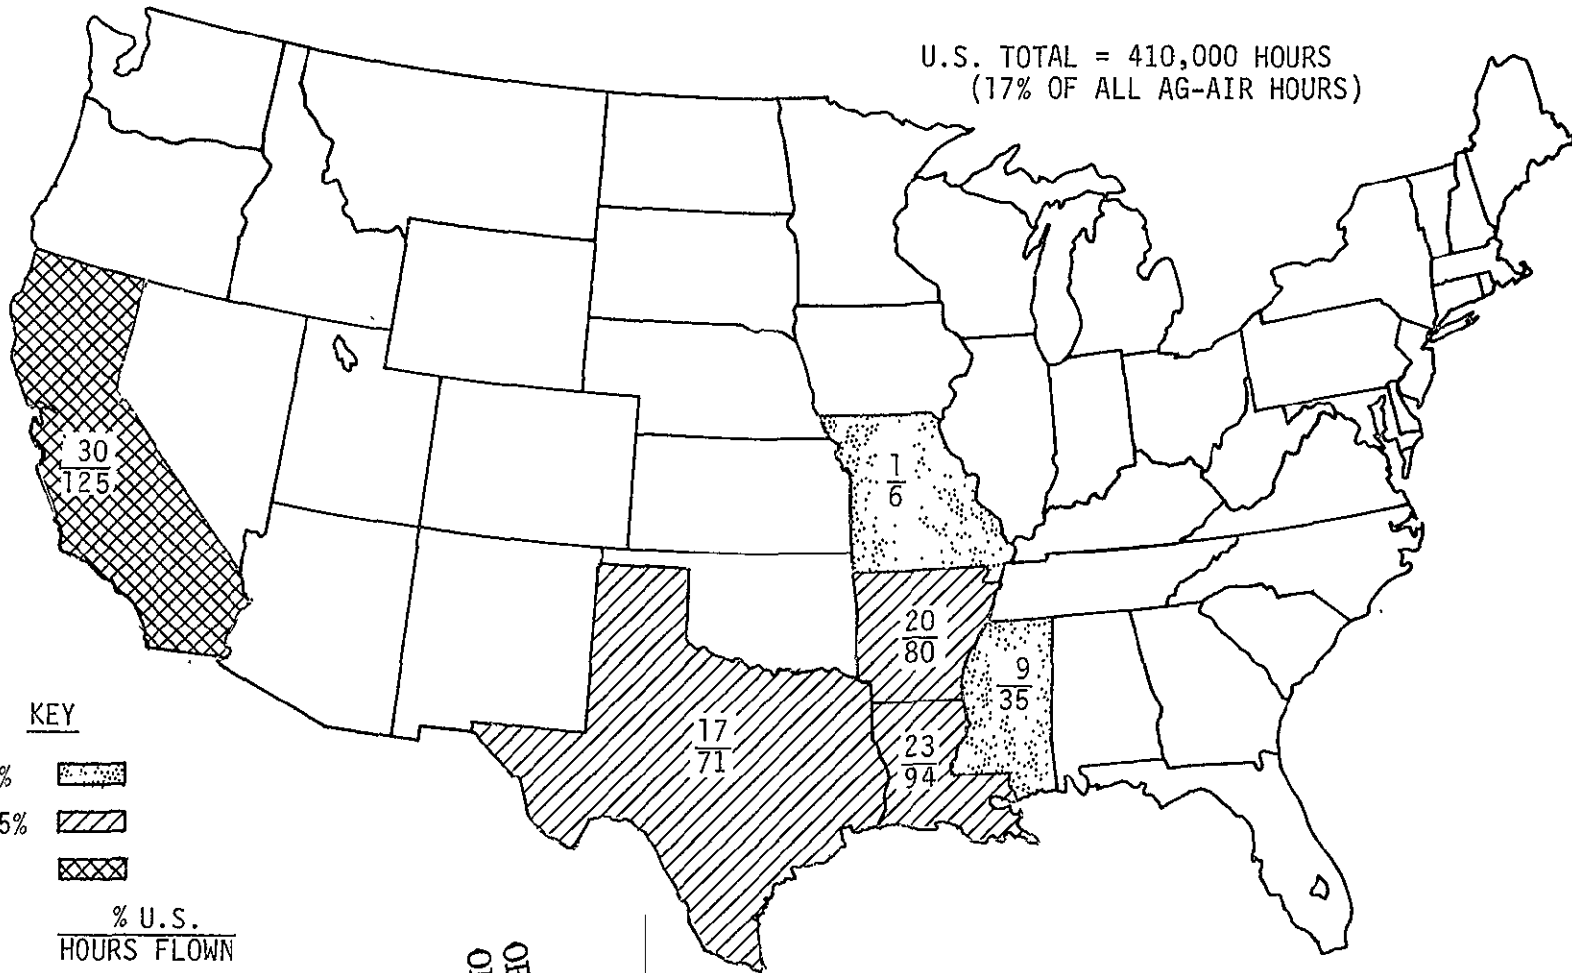 U.S. TOTAL = 410,000 HOURS
(17% OF ALL AG-AIR HOURS)
30
125
1
6
20
80
9
35
17
71
23
94
KEY
%
5%
% U.S.
HOURS FLOWN